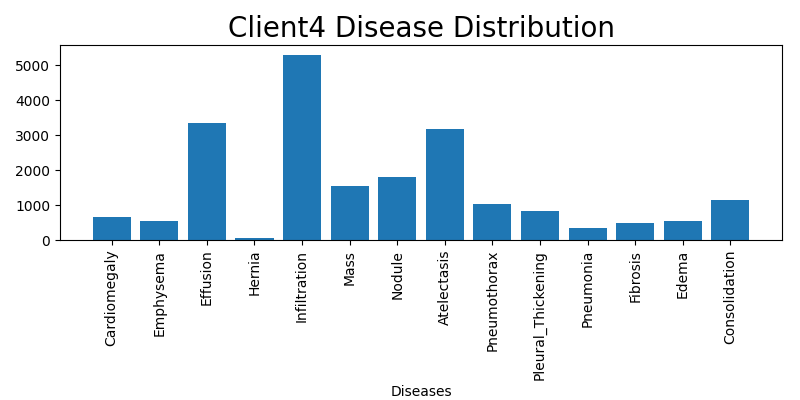 Client4 Disease Distribution
5000
4000
3000
2000
1000
0
Cardiomegaly
Emphysema
Effusion
Hernia
Infiltration
Mass
Nodule
Atelectasis
Pneumothorax
Pleural_Thickening
Pneumonia
Fibrosis
Edema
Consolidation
Diseases